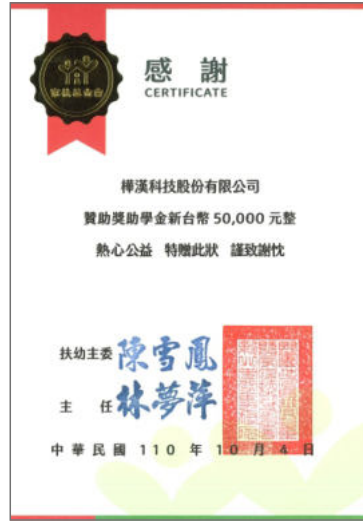 感謝
CERTIFICATE
樺漢科技股份有限公司
贊助獎助學金新台幣 50,000 元整
熱心公益 特贈此狀 謹致謝忱
扶幼主委 陳雪鳳
主任 林夢萍
中華民國 110 年 10 月 4 日